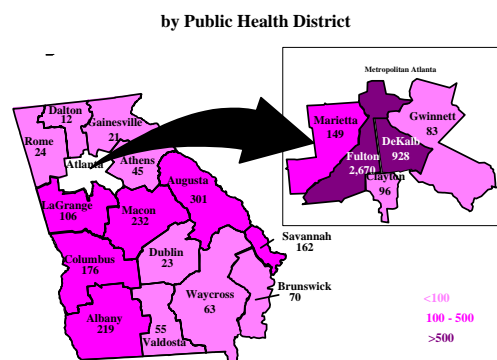 by Public Health District
Metropolitan Atlanta
Dalton
12
Gainesville
21
Rome
24
Atlanta
Athens
45
Augusta
301
LaGrange
106
Macon
232
Columbus
176
Dublin
23
Savannah
162
Albany
219
55
Valdosta
Waycross
63
Brunswick
70
Marietta
149
Gwinnett
83
DeKalb
928
Fulton
2,670
Clayton
96
<100
100 - 500
>500